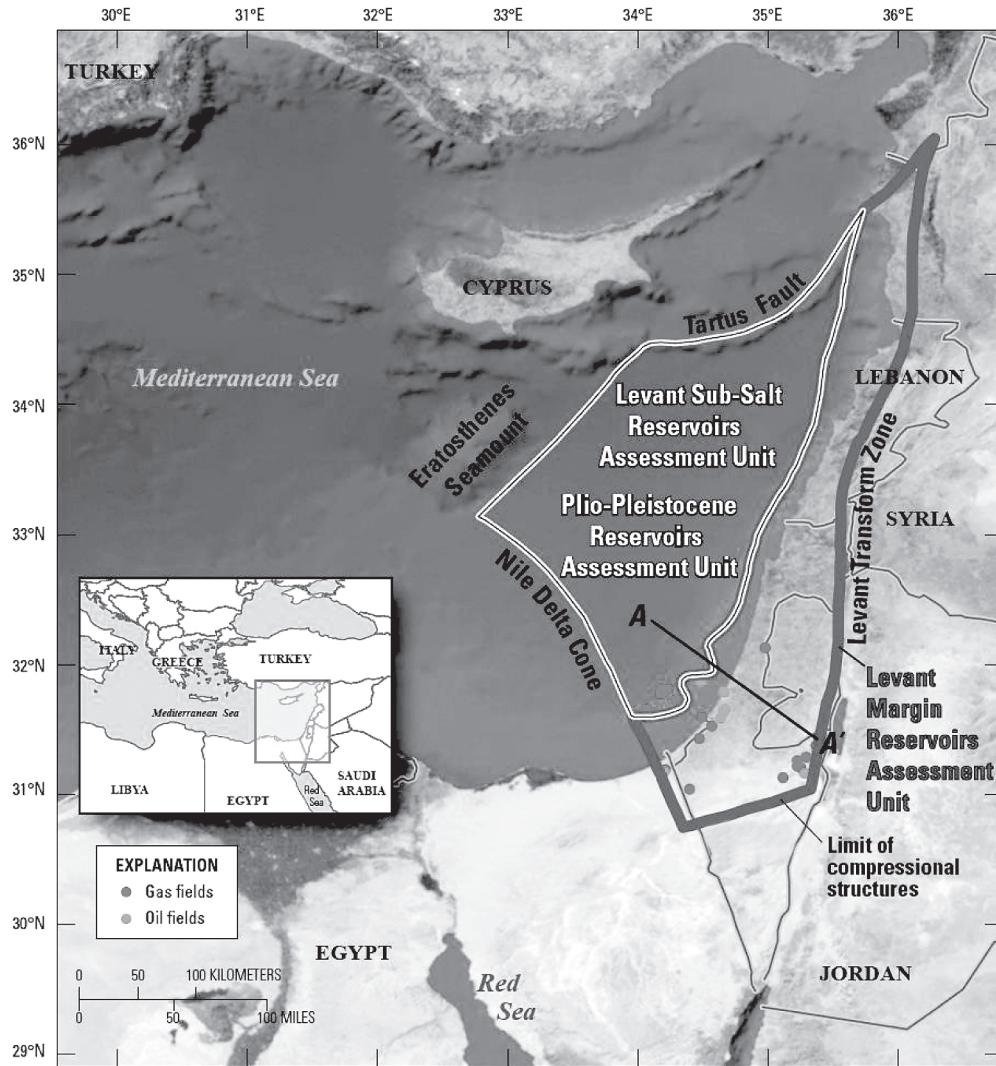 30°E 31°E 32°E 33°E 34°E 35°E 36°E
TURKEY
36°N
35°N
CYPRUS
Tartus Fault
Mediterranean Sea
34°N
LEBANON
Levant Sub-Salt
Reservoirs
Assessment Unit
Eratosthenes
Seamount
Levant Transform Zone
Plio-Pleistocene
Reservoirs
Assessment Unit
SYRIA
33°N
Nile Delta Cone
A
32°N
Levant
Margin
Reservoirs
Assessment
Unit
A′
31°N
ITALY
GREECE
TURKEY
Mediterranean Sea
LIBYA
EGYPT
Red
Sea
SAUDI
ARABIA
Limit of
compressional
structures
EXPLANATION
Gas fields
Oil fields
30°N
EGYPT
JORDAN
Red
Sea
0 50 100 KILOMETERS
0 50 100 MILES
29°N